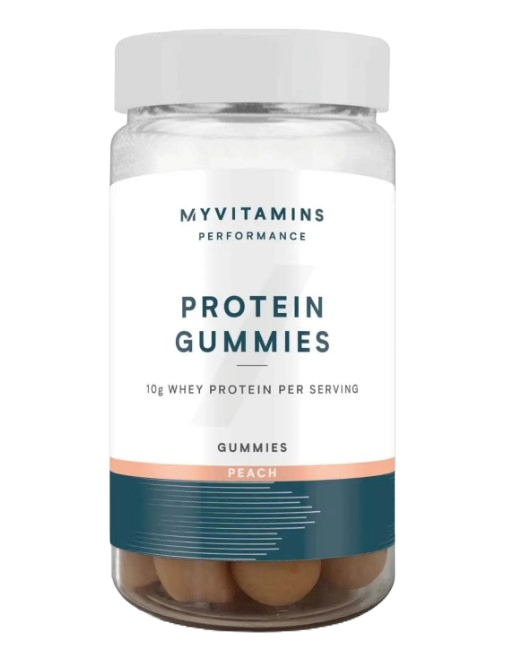 MYVITAMINS
PERFORMANCE
PROTEIN
GUMMIES
10g WHEY PROTEIN PER SERVING
GUMMIES
PEACH